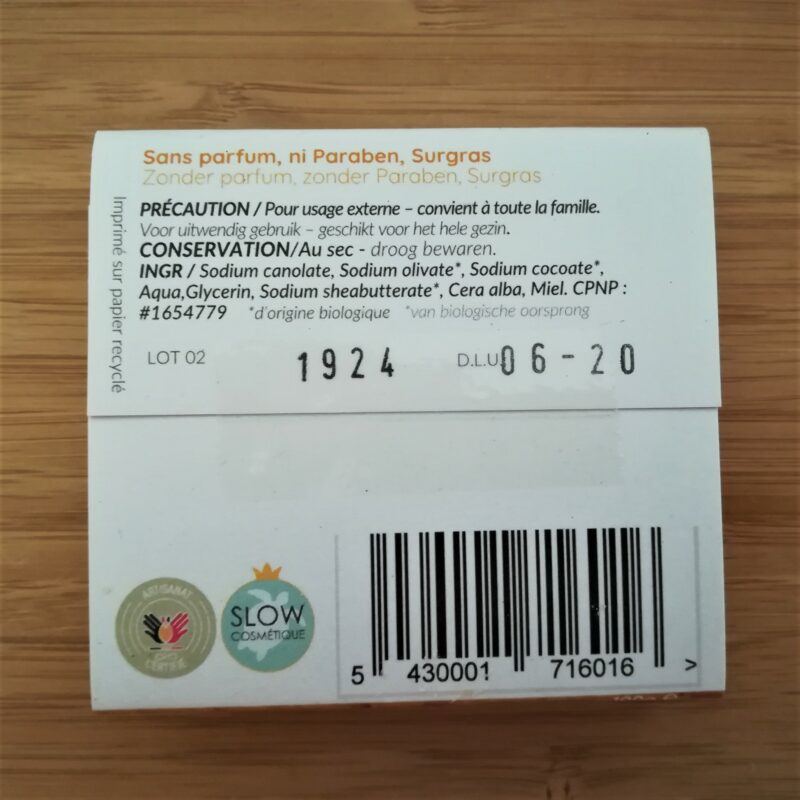 Sans parfum, ni Paraben, Surgras
Zonder parfum, zonder Paraben, Surgras
PRÉCAUTION / Pour usage externe – convient à toute la famille.
Voor uitwendig gebruik – geschikt voor het hele gezin.
CONSERVATION/Au sec - droog bewaren.
INGR / Sodium canolate, Sodium olivate*, Sodium cocoate*,
Aqua,Glycerin, Sodium sheabutterate*, Cera alba, Miel. CPNP :
#1654779 *d'origine biologique *van biologische oorsprong
LOT 02 1924 D.L.U 06-20
Imprimé sur papier recyclé
ARTISANAT
CERTIFIÉ
SLOW
COSMÉTIQUE
5 430001 716016 >